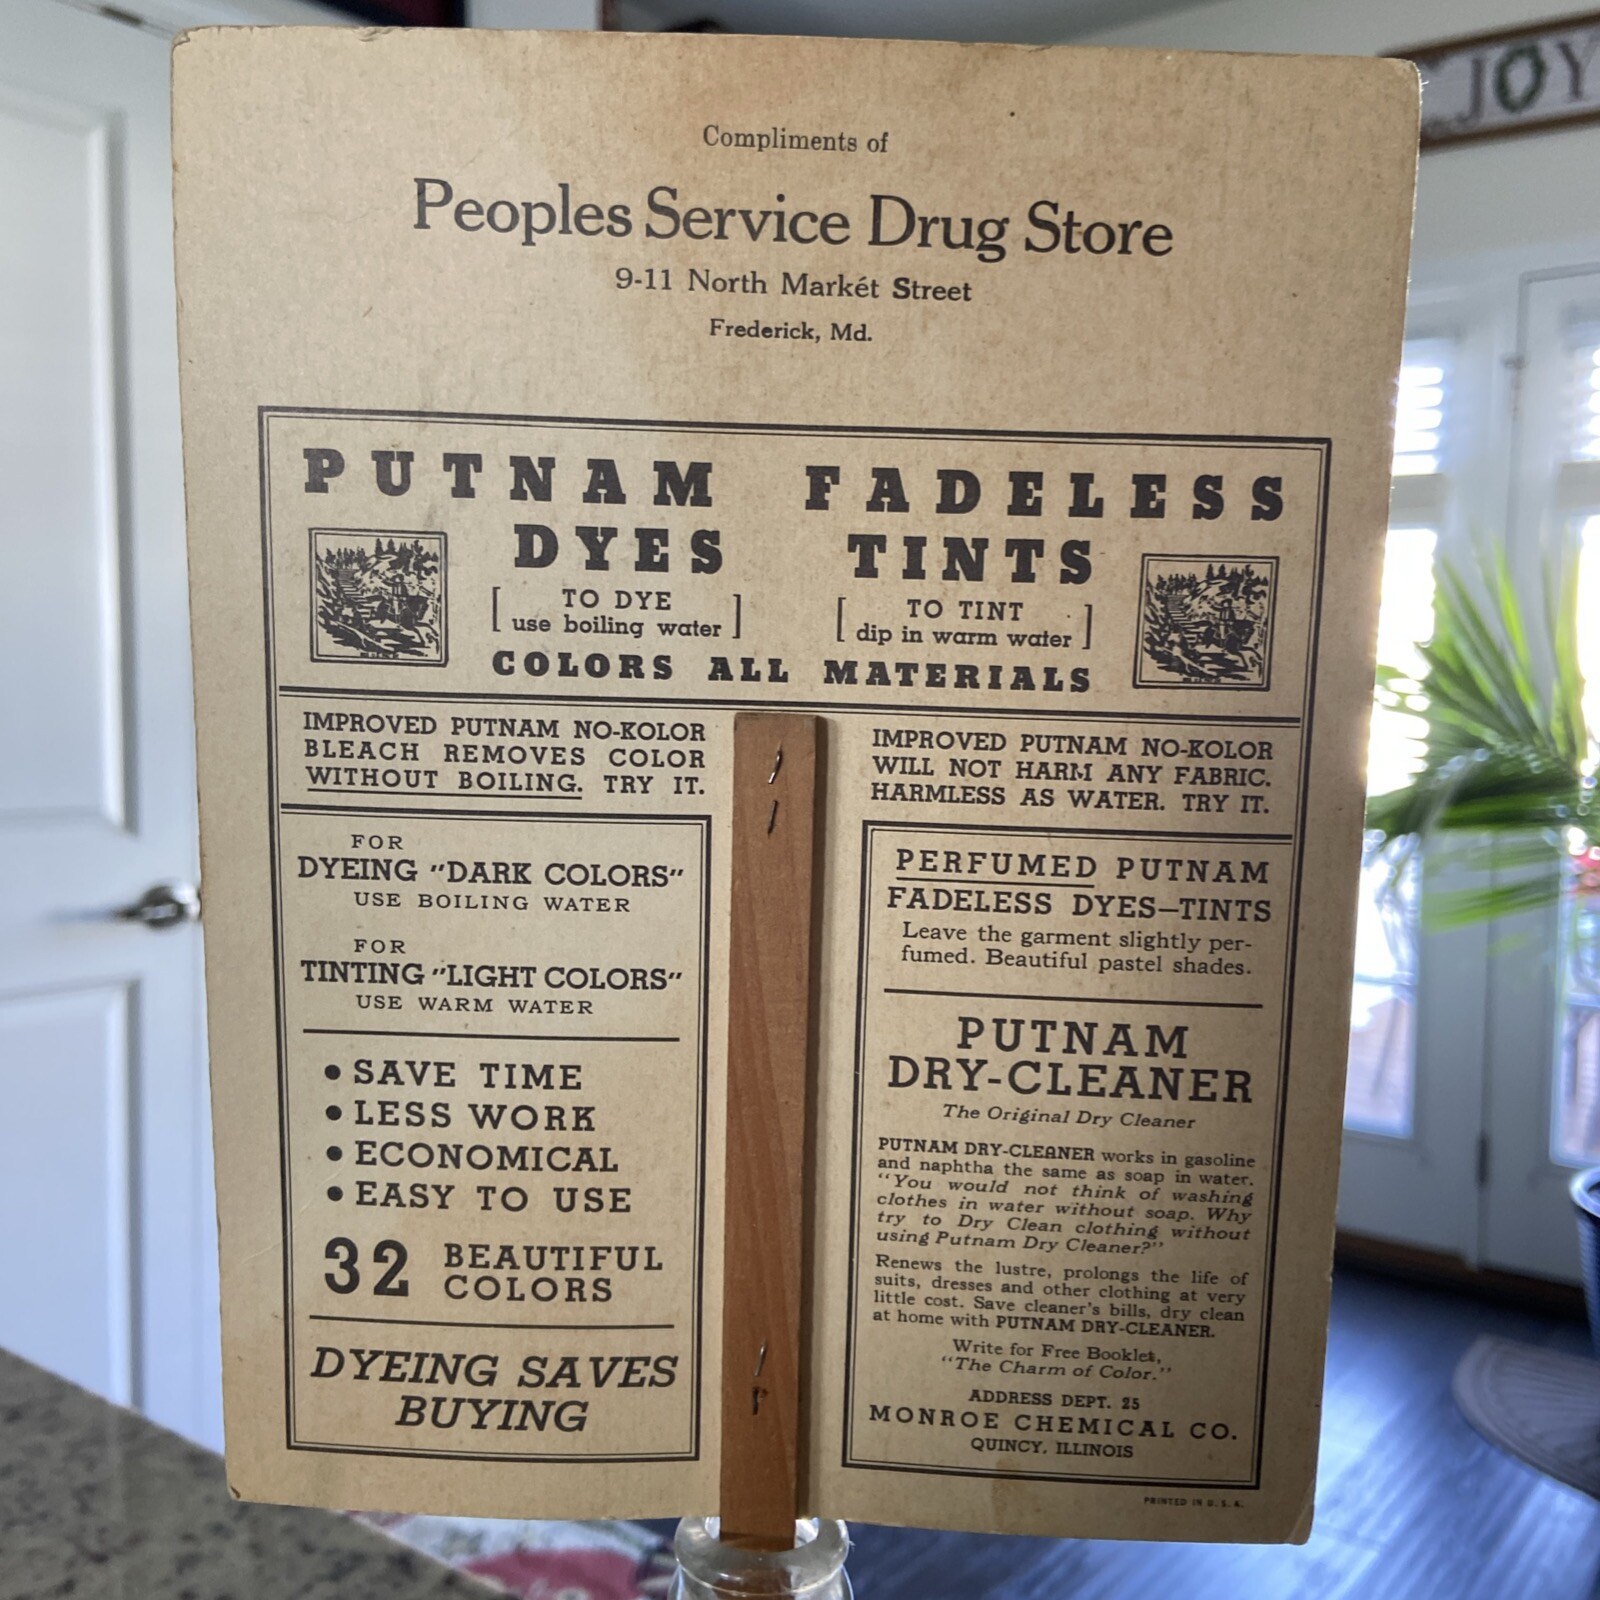 JOY
Compliments of
Peoples Service Drug Store
9-11 North Markét Street
Frederick, Md.
PUTNAM FADELESS
DYES TINTS
[TO DYE
use boiling water]
[TO TINT
dip in warm water]
COLORS ALL MATERIALS
IMPROVED PUTNAM NO-KOLOR
BLEACH REMOVES COLOR
WITHOUT BOILING. TRY IT.
FOR
DYEING "DARK COLORS"
USE BOILING WATER
FOR
TINTING "LIGHT COLORS"
USE WARM WATER
• SAVE TIME
• LESS WORK
• ECONOMICAL
• EASY TO USE
32 BEAUTIFUL
COLORS
DYEING SAVES
BUYING
IMPROVED PUTNAM NO-KOLOR
WILL NOT HARM ANY FABRIC.
HARMLESS AS WATER. TRY IT.
PERFUMED PUTNAM
FADELESS DYES—TINTS
Leave the garment slightly per-
fumed. Beautiful pastel shades.
PUTNAM
DRY-CLEANER
The Original Dry Cleaner
PUTNAM DRY-CLEANER works in gasoline
and naphtha the same as soap in water.
"You would not think of washing
clothes in water without soap. Why
try to Dry Clean clothing without
using Putnam Dry Cleaner?"
Renews the lustre, prolongs the life of
suits, dresses and other clothing at very
little cost. Save cleaner's bills, dry clean
at home with PUTNAM DRY-CLEANER.
Write for Free Booklet,
"The Charm of Color."
ADDRESS DEPT. 25
MONROE CHEMICAL CO.
QUINCY, ILLINOIS
PRINTED IN U. S. A.